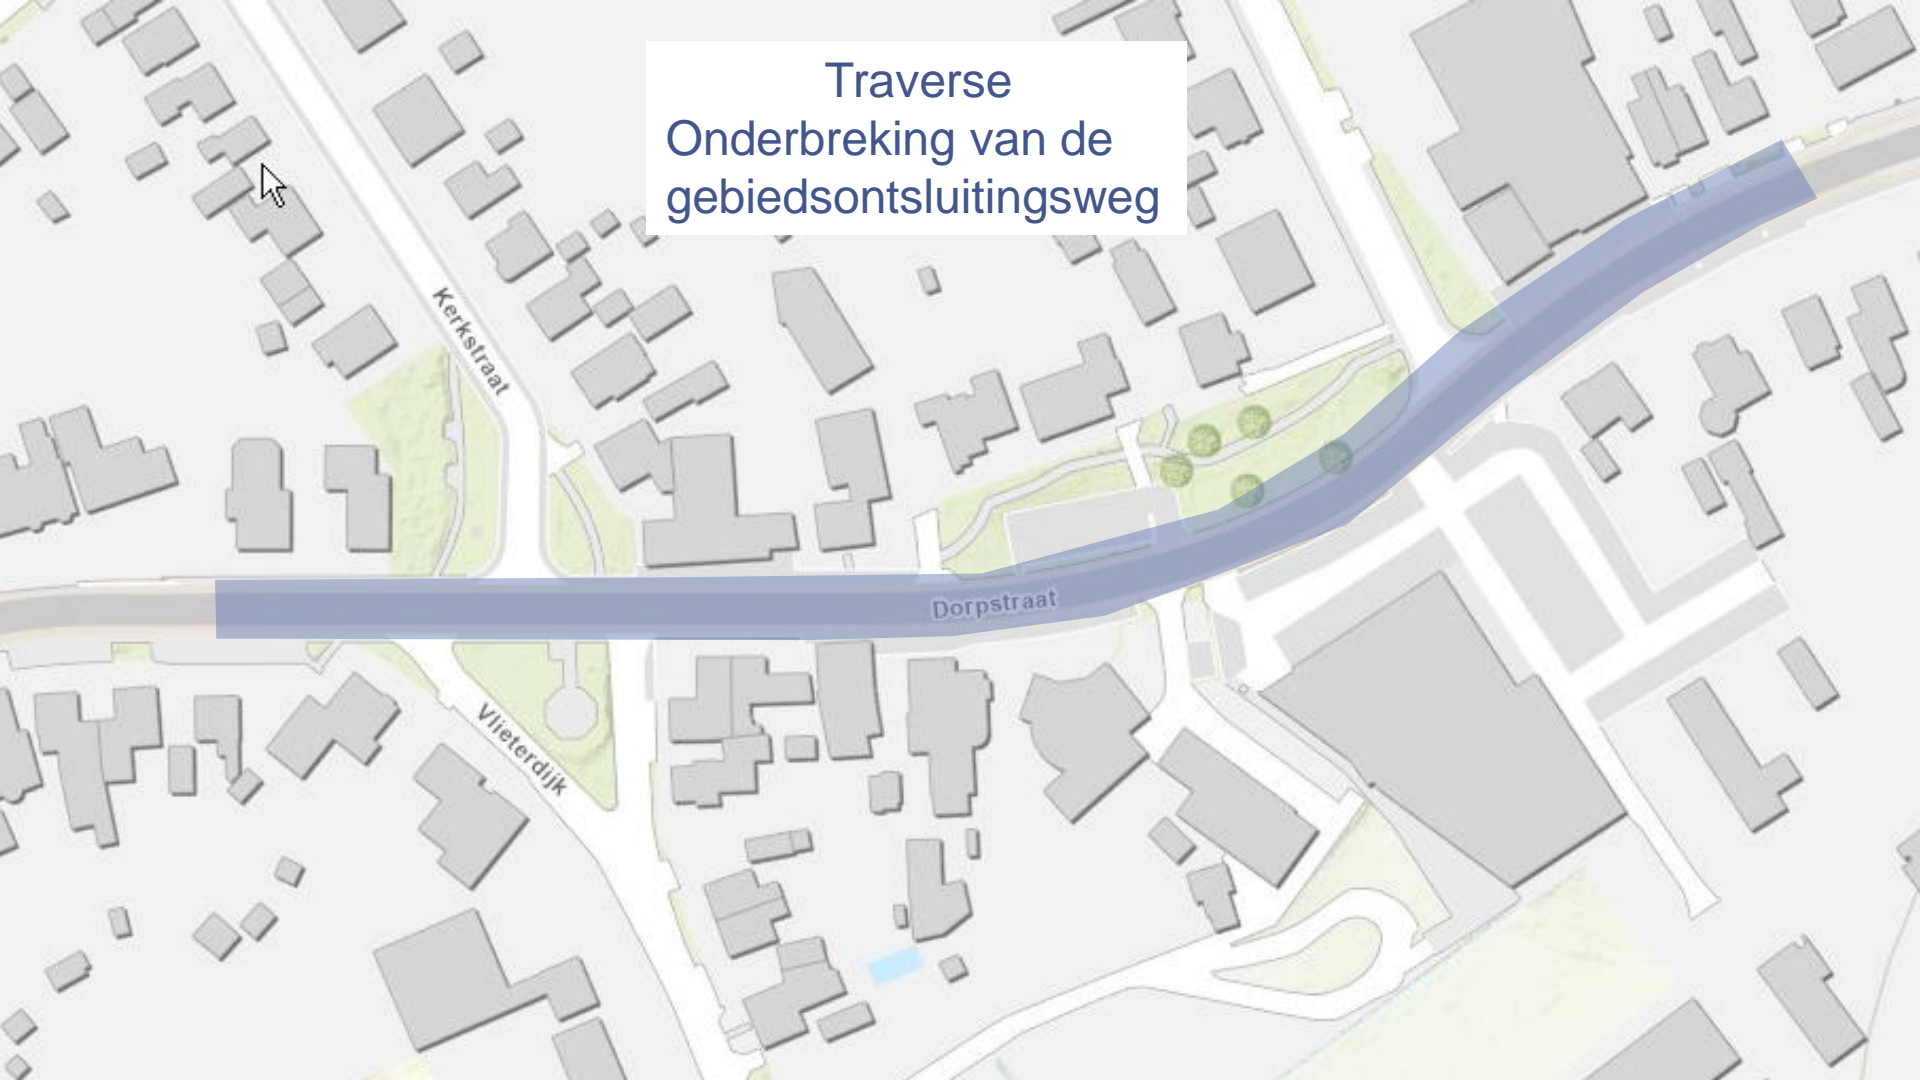 Traverse
Onderbreking van de
gebiedsontsluitingsweg
Kerkstraat
Dorpstraat
Vlieterdijk